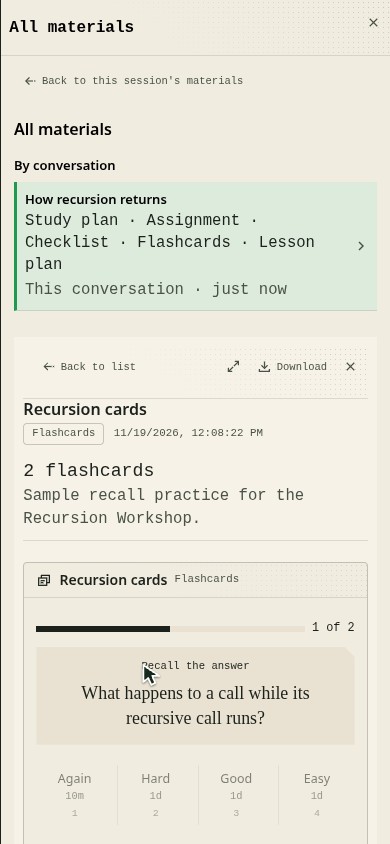 All materials
Back to this session's materials
All materials
By conversation
How recursion returns
Study plan · Assignment ·
Checklist · Flashcards · Lesson
plan
This conversation · just now
Back to list
Download
Recursion cards
Flashcards 11/19/2026, 12:08:22 PM
2 flashcards
Sample recall practice for the
Recursion Workshop.
Recursion cards Flashcards
1 of 2
Recall the answer
What happens to a call while its
recursive call runs?
Again Hard Good Easy
10m 1d 1d 1d
1 2 3 4